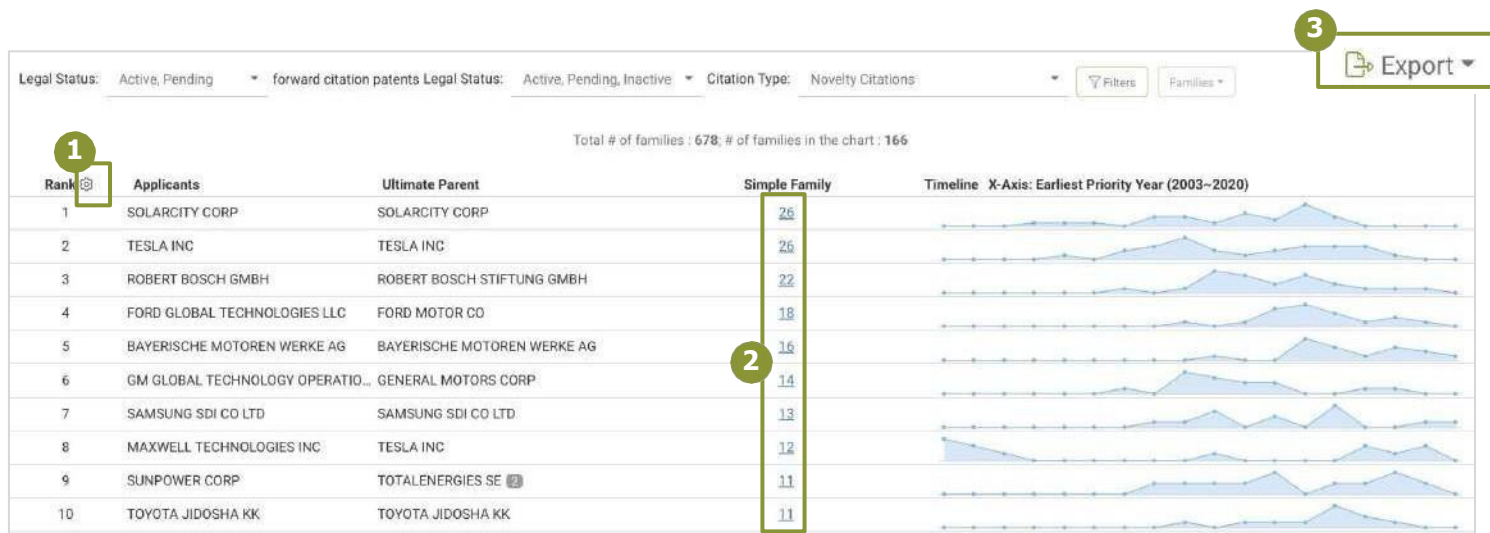 3
Export
Legal Status: Active, Pending forward citation patents Legal Status: Active, Pending, Inactive Citation Type: Novelty Citations Filters Families
Total # of families : 678; # of families in the chart : 166
1
Rank Applicants Ultimate Parent Simple Family Timeline X-Axis: Earliest Priority Year (2003~2020)
1 SOLARCITY CORP SOLARCITY CORP 26
2 TESLA INC TESLA INC 26
3 ROBERT BOSCH GMBH ROBERT BOSCH STIFTUNG GMBH 22
4 FORD GLOBAL TECHNOLOGIES LLC FORD MOTOR CO 18
5 BAYERISCHE MOTOREN WERKE AG BAYERISCHE MOTOREN WERKE AG 16
2
6 GM GLOBAL TECHNOLOGY OPERATIO... GENERAL MOTORS CORP 14
7 SAMSUNG SDI CO LTD SAMSUNG SDI CO LTD 13
8 MAXWELL TECHNOLOGIES INC TESLA INC 12
9 SUNPOWER CORP TOTALENERGIES SE 2 11
10 TOYOTA JIDOSHA KK TOYOTA JIDOSHA KK 11